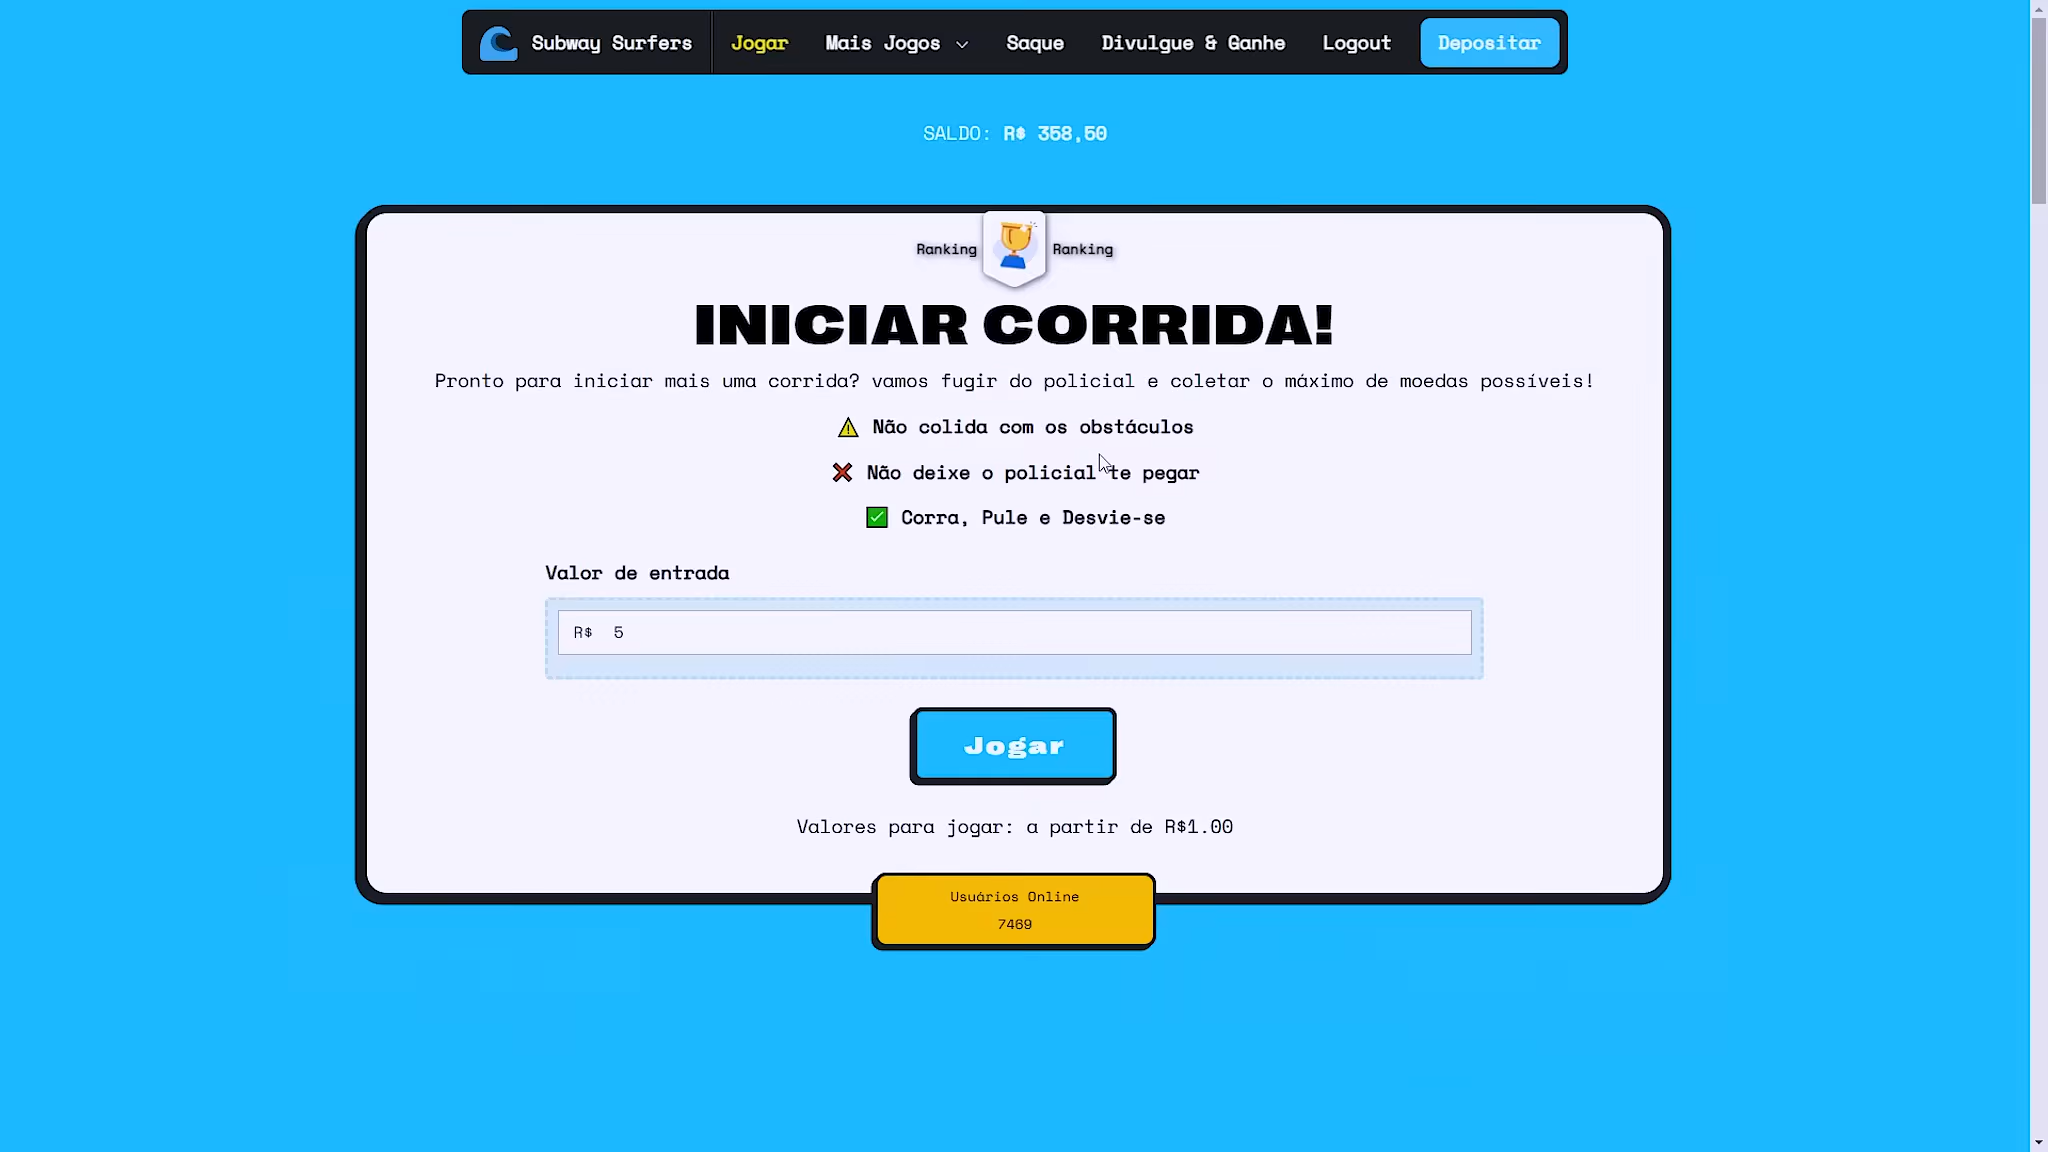 Subway Surfers
Jogar
Mais Jogos
Saque
Divulgue & Ganhe
Logout
Depositar
SALDO: R$ 358,50
Ranking
Ranking
INICIAR CORRIDA!
Pronto para iniciar mais uma corrida? vamos fugir do policial e coletar o máximo de moedas possíveis!
Não colida com os obstáculos
Não deixe o policial te pegar
Corra, Pule e Desvie-se
Valor de entrada
R$ 5
Jogar
Valores para jogar: a partir de R$1.00
Usuários Online
7469